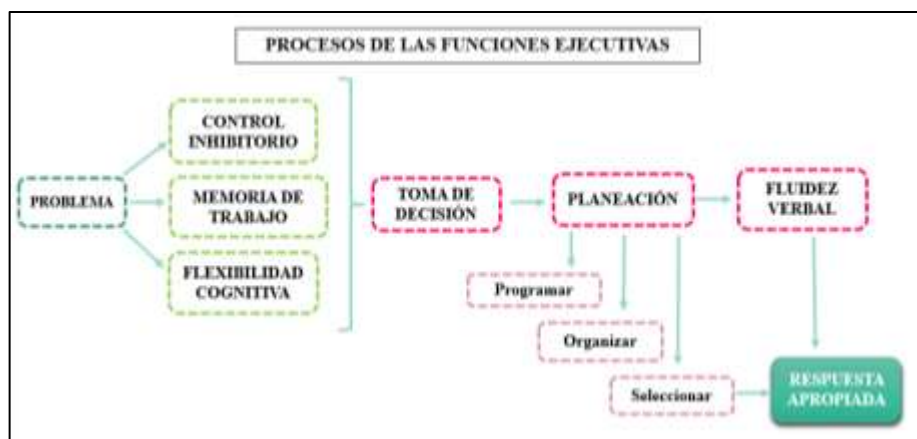 PROCESOS DE LAS FUNCIONES EJECUTIVAS
CONTROL
INHIBITORIO
PROBLEMA
MEMORIA DE
TRABAJO
FLEXIBILIDAD
COGNITIVA
TOMA DE
DECISIÓN
PLANEACIÓN
FLUIDEZ
VERBAL
Programar
Organizar
Seleccionar
RESPUESTA
APROPIADA